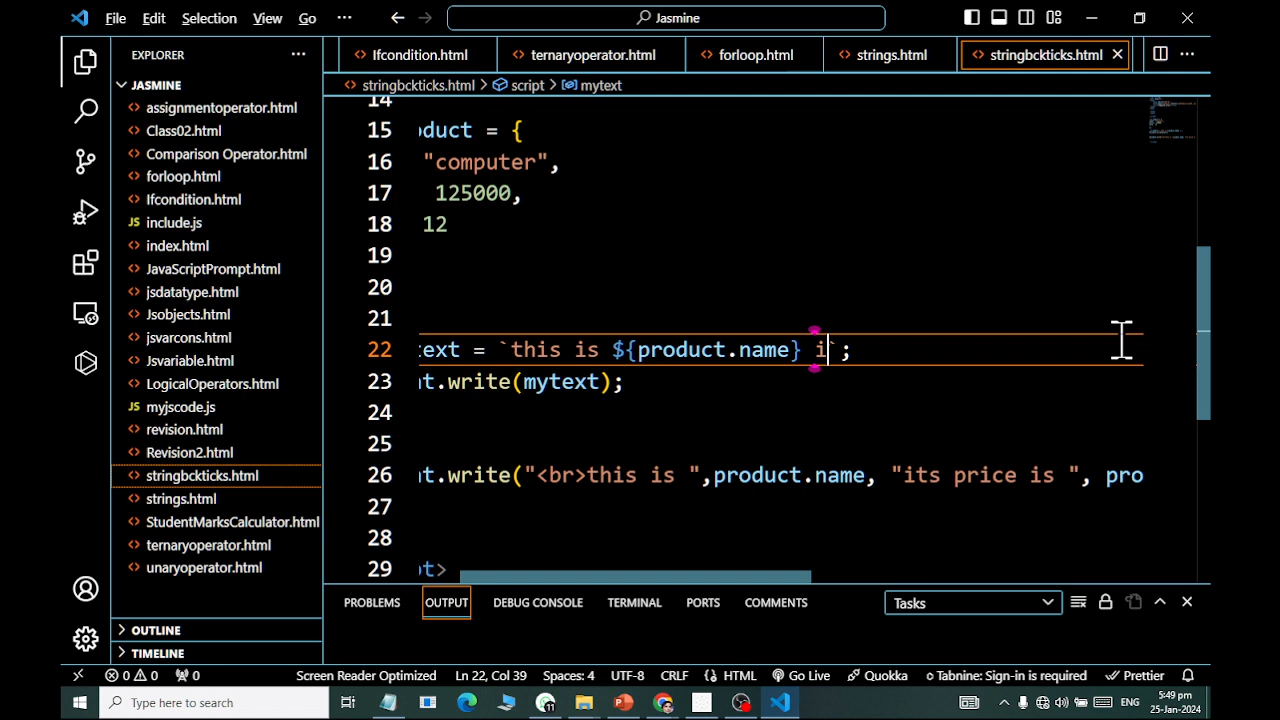 File Edit Selection View Go ··· Jasmine
EXPLORER ···
Ifcondition.html ternaryoperator.html forloop.html strings.html stringbckticks.html
JASMINE
stringbckticks.html > script > mytext
assignmentoperator.html
Class02.html
Comparison Operator.html
forloop.html
Ifcondition.html
JS include.js
index.html
JavaScriptPrompt.html
jsdatatype.html
Jsobjects.html
jsvarcons.html
Jsvariable.html
LogicalOperators.html
JS myjscode.js
revision.html
Revision2.html
stringbckticks.html
strings.html
StudentMarksCalculator.html
ternaryoperator.html
unaryoperator.html
OUTLINE
TIMELINE
14
15 oduct = {
16 "computer",
17 125000,
18 12
19
20
21
22 text = `this is ${product.name} i`;
23 nt.write(mytext);
24
25
26 nt.write("<br>this is ",product.name, "its price is ", pro
27
28
29 pt>
PROBLEMS OUTPUT DEBUG CONSOLE TERMINAL PORTS COMMENTS Tasks
0 0 0 Screen Reader Optimized Ln 22, Col 39 Spaces: 4 UTF-8 CRLF HTML Go Live Quokka Tabnine: Sign-in is required Prettier
Type here to search
11
ENG
5:49 pm
25-Jan-2024